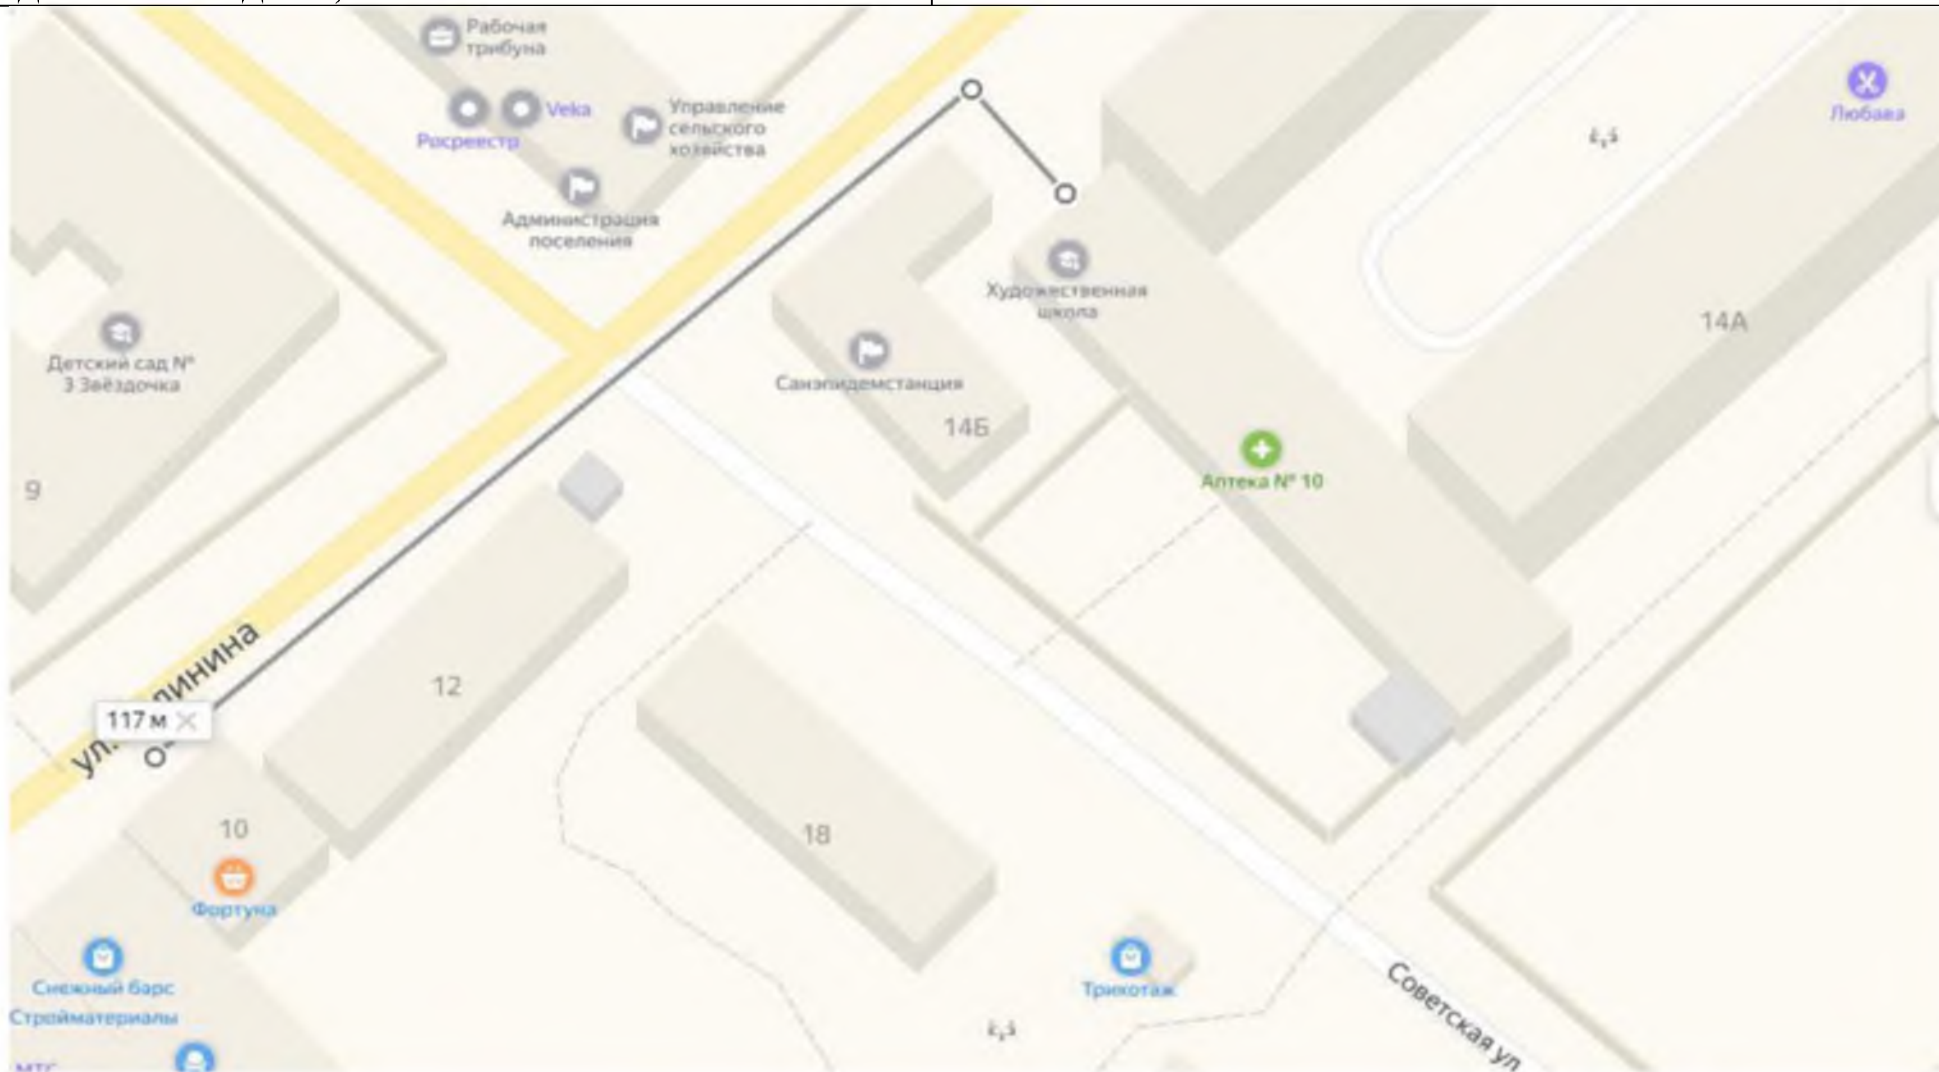 Рабочая
трибуна
Veka
Росреестр
Управление
сельского
хозяйства
Администрация
поселения
Любава
Детский сад №
3 Звёздочка
Художественная
школа
14А
Санэпидемстанция
14Б
Аптека № 10
9
12
117 м
10
18
Фортуна
Снежный барс
Стройматериалы
Трикотаж
Советская ул
МТС